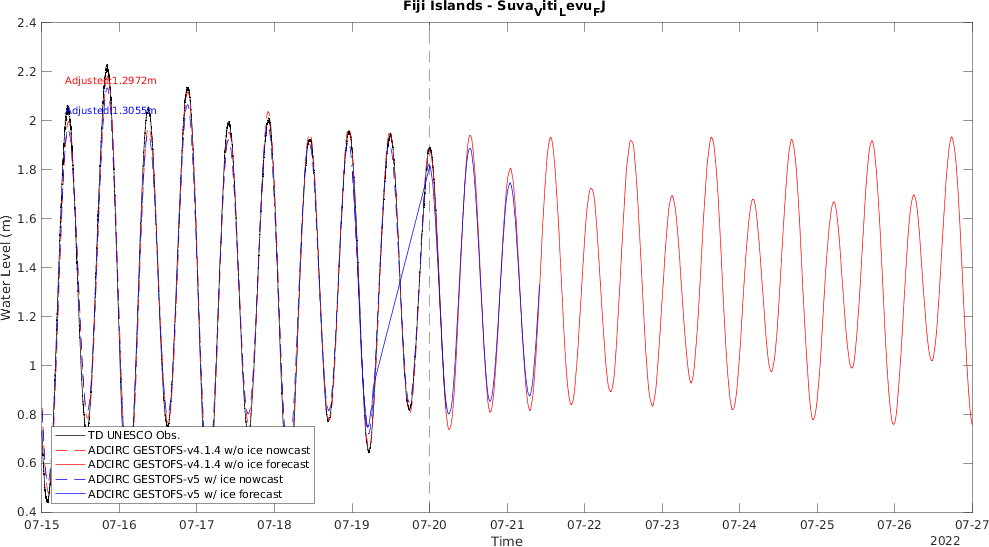 Fiji Islands - SuvaVitiLevuFJ
2.4
2.2
2
1.8
1.6
1.4
1.2
1
0.8
0.6
0.4
Water Level (m)
Adjusted:1.2972m
Adjusted:1.3055m
TD UNESCO Obs.
ADCIRC GESTOFS-v4.1.4 w/o ice nowcast
ADCIRC GESTOFS-v4.1.4 w/o ice forecast
ADCIRC GESTOFS-v5 w/ ice nowcast
ADCIRC GESTOFS-v5 w/ ice forecast
07-15 07-16 07-17 07-18 07-19 07-20 07-21 07-22 07-23 07-24 07-25 07-26 07-27
Time
2022